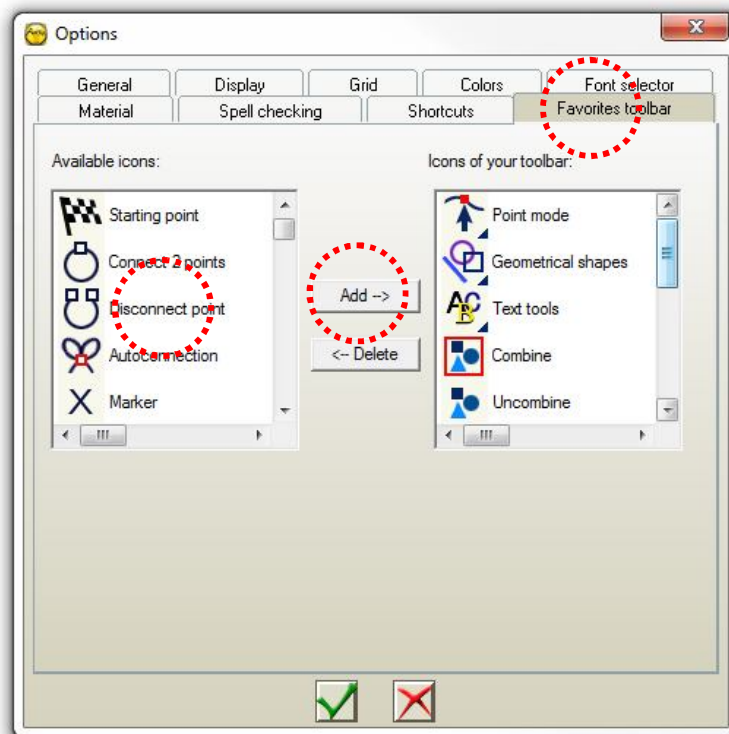 Options
General Display Grid Colors Font selector
Material Spell checking Shortcuts Favorites toolbar
Available icons: Icons of your toolbar:
Starting point
Connect 2 points
Disconnect point
Autoconnection
Marker
Add -->
<-- Delete
Point mode
Geometrical shapes
Text tools
Combine
Uncombine